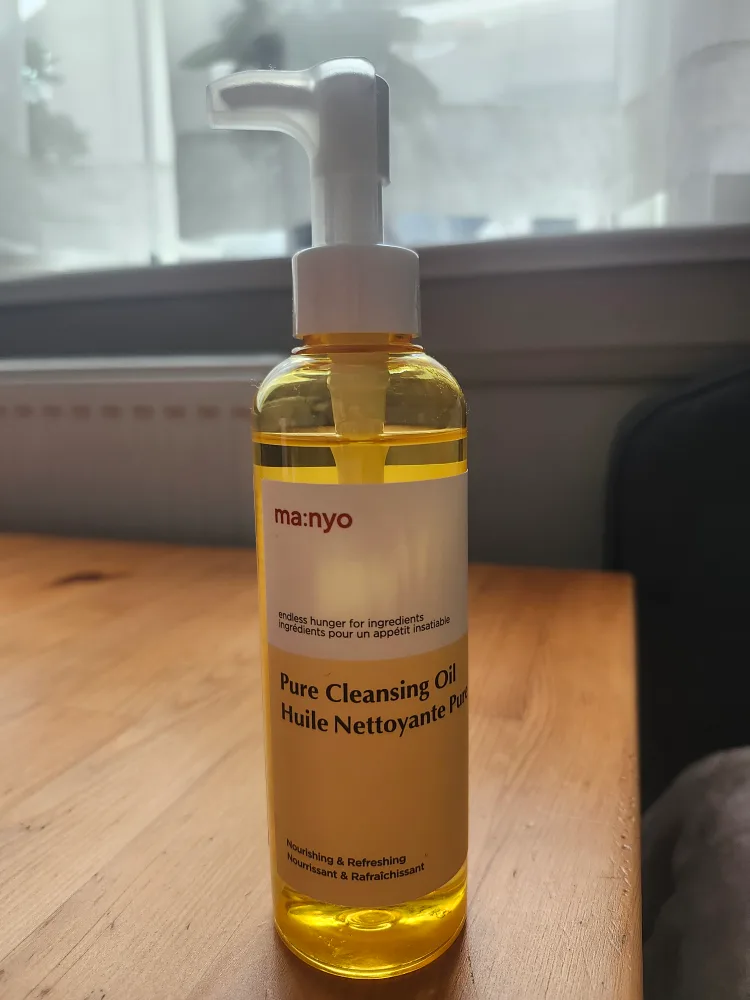 ma:nyo
endless hunger for ingredients
ingrédients pour un appétit insatiable
Pure Cleansing Oil
Huile Nettoyante Pure
Nourishing & Refreshing
Nourrissant & Rafraîchissant